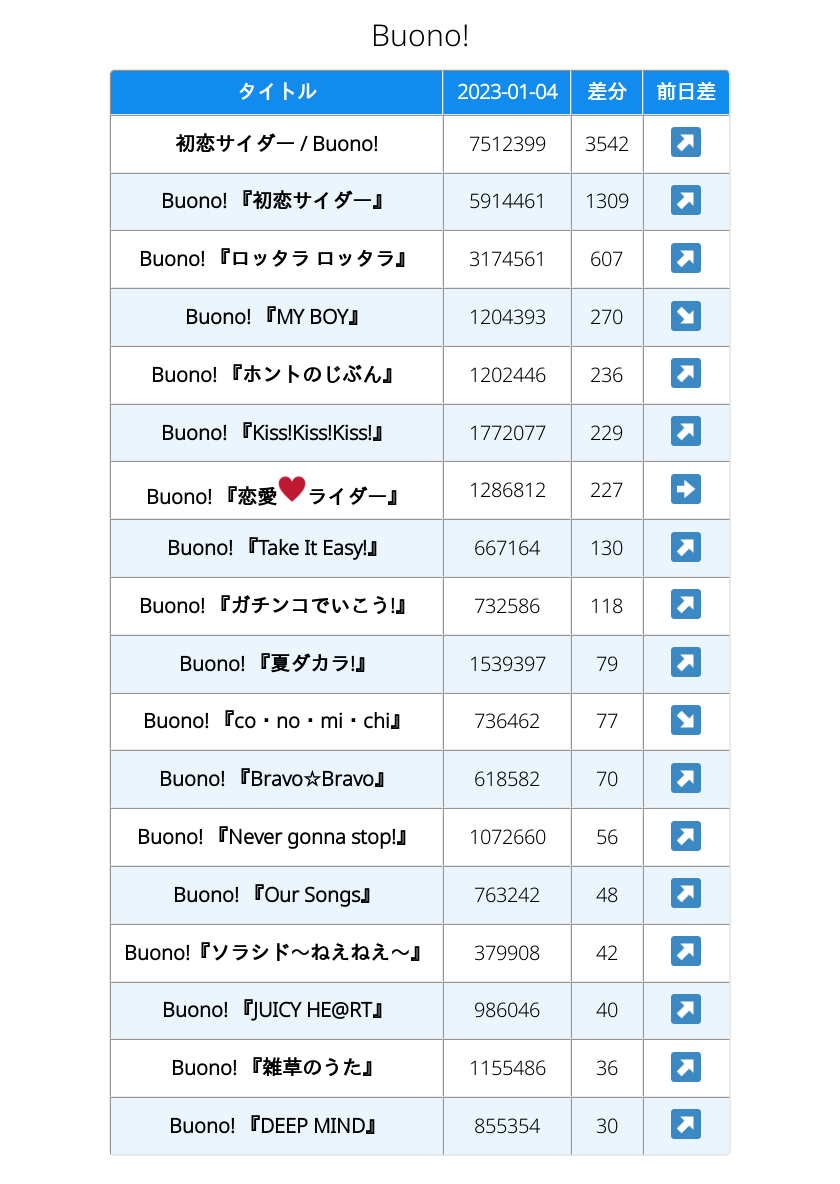 Buono!
タイトル 2023-01-04 差分 前日差
初恋サイダー / Buono! 7512399 3542 ↗
Buono! 『初恋サイダー』 5914461 1309 ↗
Buono! 『ロッタラ ロッタラ』 3174561 607 ↗
Buono! 『MY BOY』 1204393 270 ↘
Buono! 『ホントのじぶん』 1202446 236 ↗
Buono! 『Kiss!Kiss!Kiss!』 1772077 229 ↗
Buono! 『恋愛♥ライダー』 1286812 227 ➡
Buono! 『Take It Easy!』 667164 130 ↗
Buono! 『ガチンコでいこう!』 732586 118 ↗
Buono! 『夏ダカラ!』 1539397 79 ↗
Buono! 『co・no・mi・chi』 736462 77 ↘
Buono! 『Bravo☆Bravo』 618582 70 ↗
Buono! 『Never gonna stop!』 1072660 56 ↗
Buono! 『Our Songs』 763242 48 ↗
Buono!『ソラシド〜ねえねえ〜』 379908 42 ↗
Buono! 『JUICY HE@RT』 986046 40 ↗
Buono! 『雑草のうた』 1155486 36 ↗
Buono! 『DEEP MIND』 855354 30 ↗